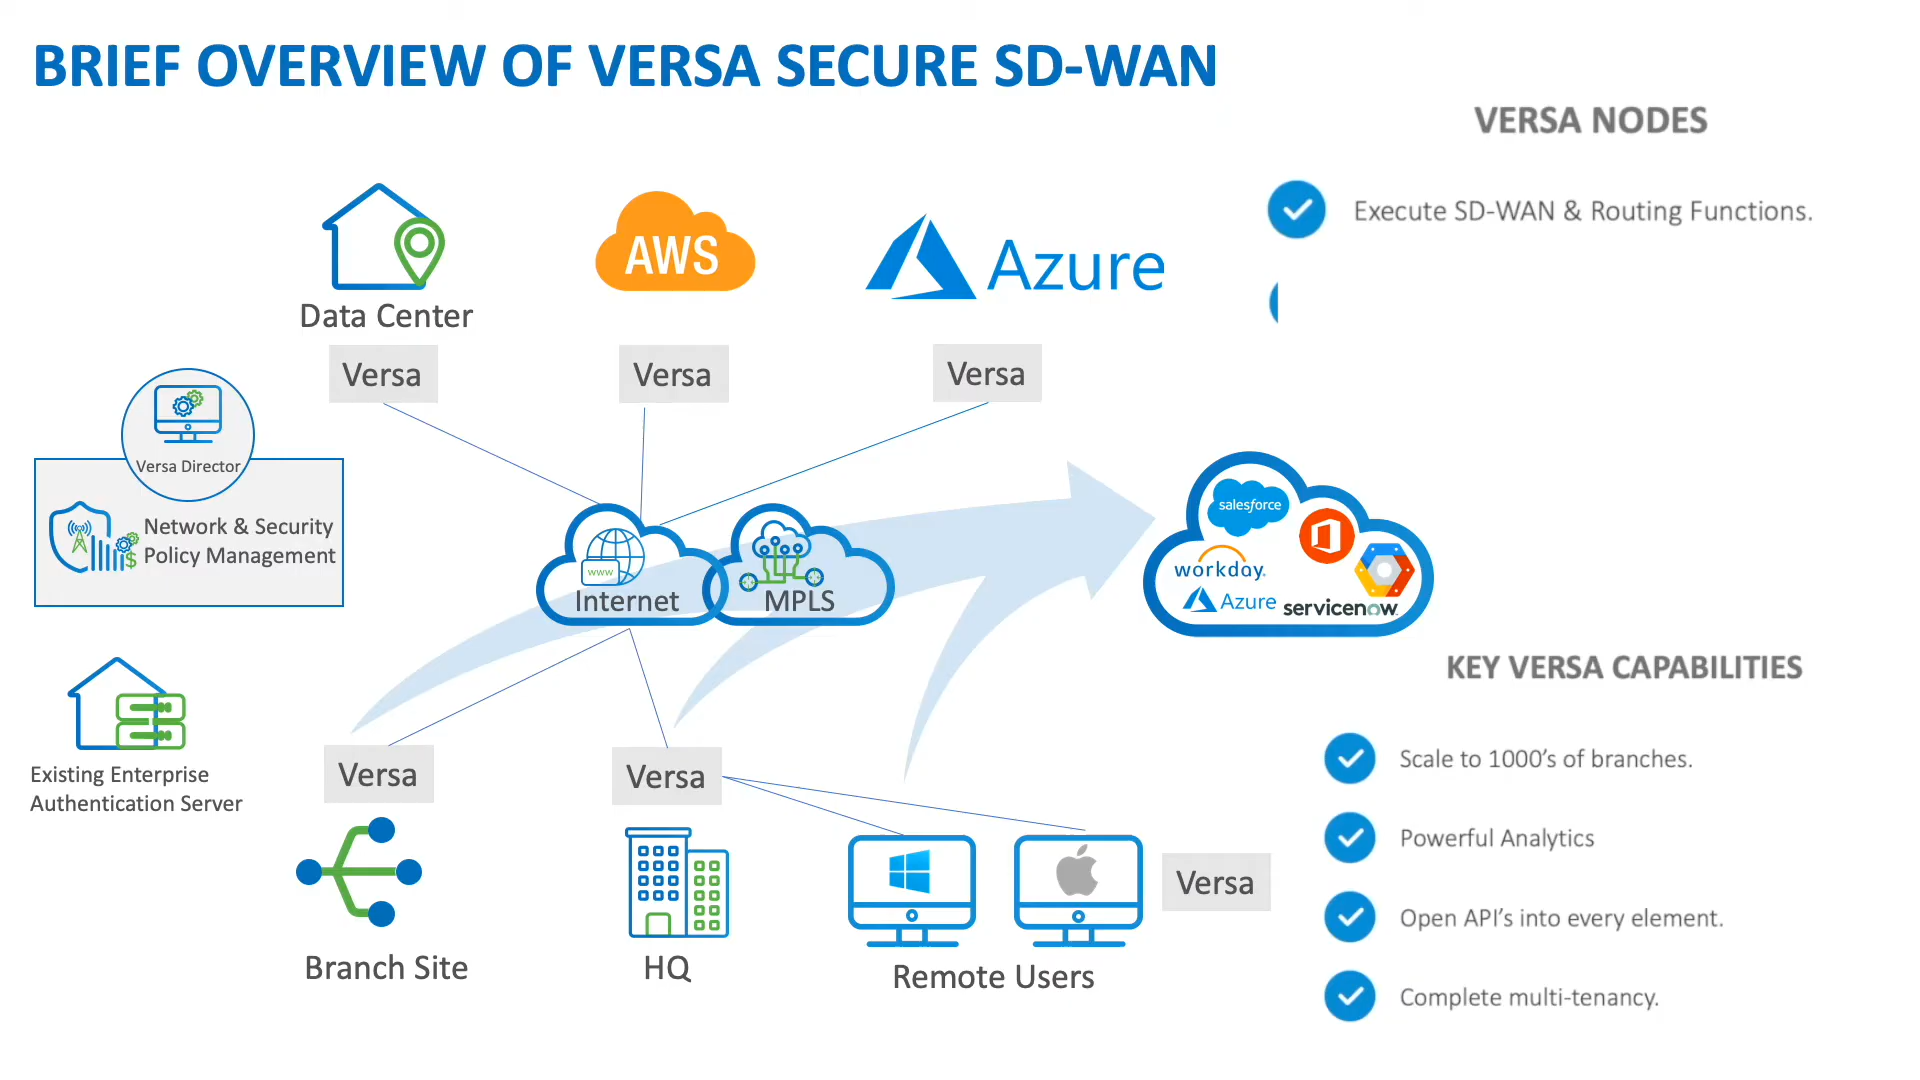 BRIEF OVERVIEW OF VERSA SECURE SD-WAN
VERSA NODES
Execute SD-WAN & Routing Functions.
AWS
Azure
Data Center
Versa
Versa
Versa
Versa Director
Network & Security
Policy Management
$
www
Internet
MPLS
salesforce
workday.
Azure
servicenow
Existing Enterprise
Authentication Server
Versa
Versa
Versa
Branch Site
HQ
Remote Users
KEY VERSA CAPABILITIES
Scale to 1000’s of branches.
Powerful Analytics
Open API’s into every element.
Complete multi-tenancy.